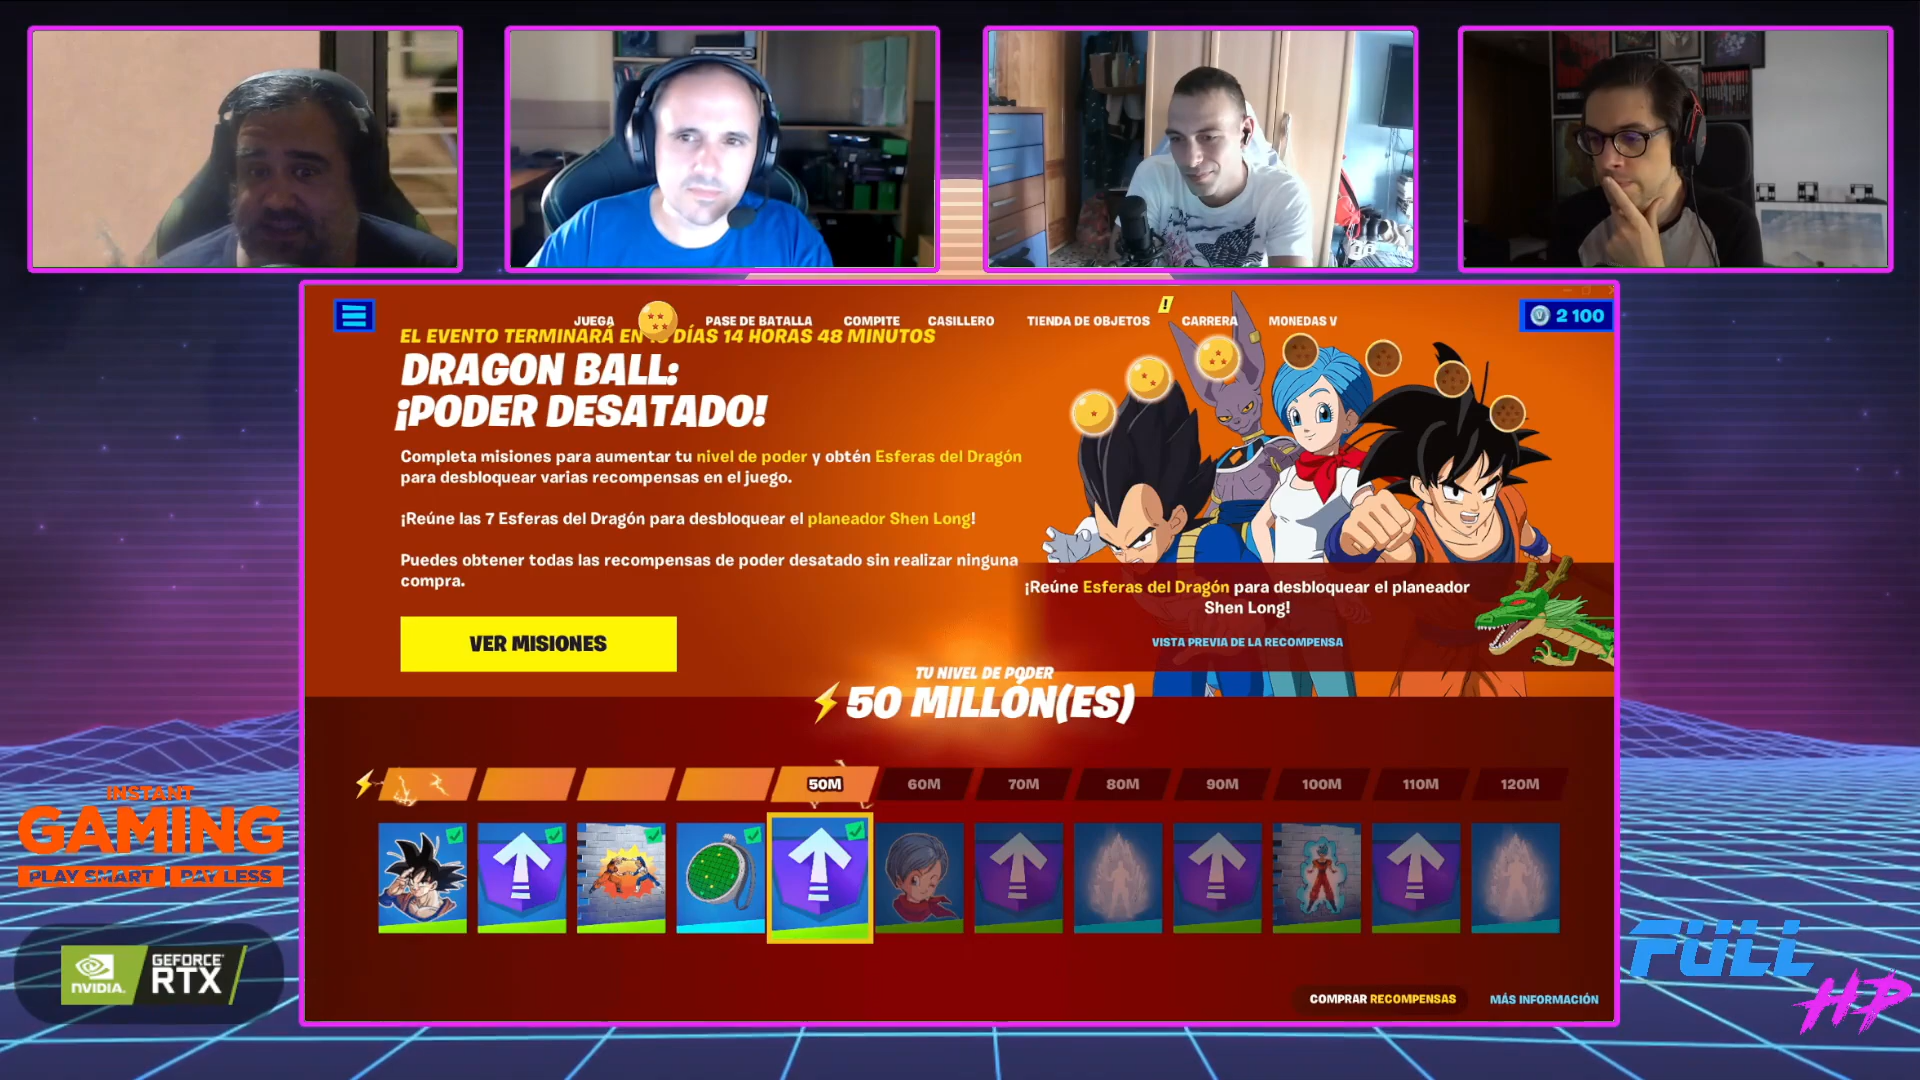 JUEGA
PASE DE BATALLA
COMPITE
CASILLERO
TIENDA DE OBJETOS
!
CARRERA
MONEDAS V
2 100
EL EVENTO TERMINARÁ EN DÍAS 14 HORAS 48 MINUTOS
DRAGON BALL:
¡PODER DESATADO!
Completa misiones para aumentar tu nivel de poder y obtén Esferas del Dragón
para desbloquear varias recompensas en el juego.
¡Reúne las 7 Esferas del Dragón para desbloquear el planeador Shen Long!
Puedes obtener todas las recompensas de poder desatado sin realizar ninguna
compra.
VER MISIONES
¡Reúne Esferas del Dragón para desbloquear el planeador
Shen Long!
VISTA PREVIA DE LA RECOMPENSA
TU NIVEL DE PODER
50 MILLÓN(ES)
50M
60M
70M
80M
90M
100M
110M
120M
COMPRAR RECOMPENSAS
MÁS INFORMACIÓN
INSTANT
GAMING
PLAY SMART
PAY LESS
NVIDIA.
GEFORCE
RTX
FULL
HP